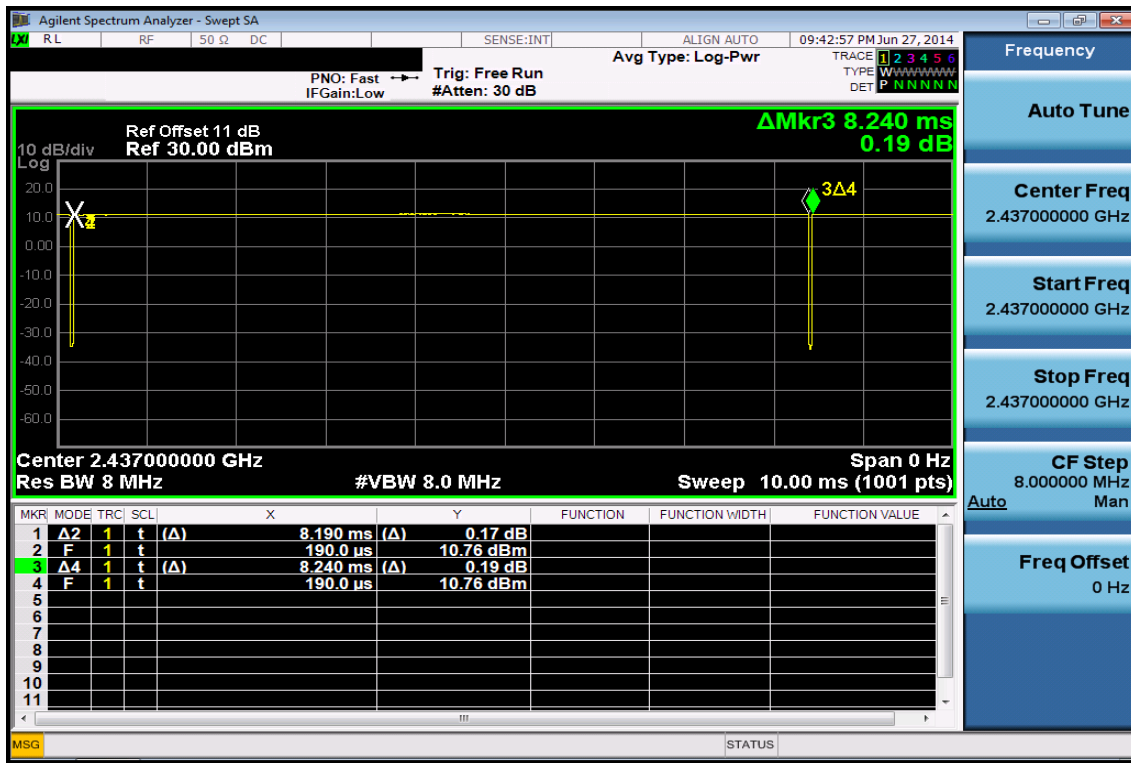 Agilent Spectrum Analyzer - Swept SA
LXI RL RF 50 Ω DC SENSE:INT ALIGN AUTO 09:42:57 PM Jun 27, 2014
PNO: Fast Trig: Free Run Avg Type: Log-Pwr TRACE 1 2 3 4 5 6
IFGain:Low #Atten: 30 dB TYPE WWWWWW
DET P N N N N N
ΔMkr3 8.240 ms
0.19 dB
Ref Offset 11 dB
10 dB/div Ref 30.00 dBm
Log
20.0
10.0
0.00
-10.0
-20.0
-30.0
-40.0
-50.0
-60.0
3Δ4
Center 2.437000000 GHz Span 0 Hz
Res BW 8 MHz #VBW 8.0 MHz Sweep 10.00 ms (1001 pts)
MKR MODE TRC SCL X Y FUNCTION FUNCTION WIDTH FUNCTION VALUE
1 Δ2 1 t (Δ) 8.190 ms (Δ) 0.17 dB
2 F 1 t 190.0 µs 10.76 dBm
3 Δ4 1 t (Δ) 8.240 ms (Δ) 0.19 dB
4 F 1 t 190.0 µs 10.76 dBm
5
6
7
8
9
10
11
MSG STATUS
Frequency
Auto Tune
Center Freq
2.437000000 GHz
Start Freq
2.437000000 GHz
Stop Freq
2.437000000 GHz
CF Step
8.000000 MHz
Auto Man
Freq Offset
0 Hz